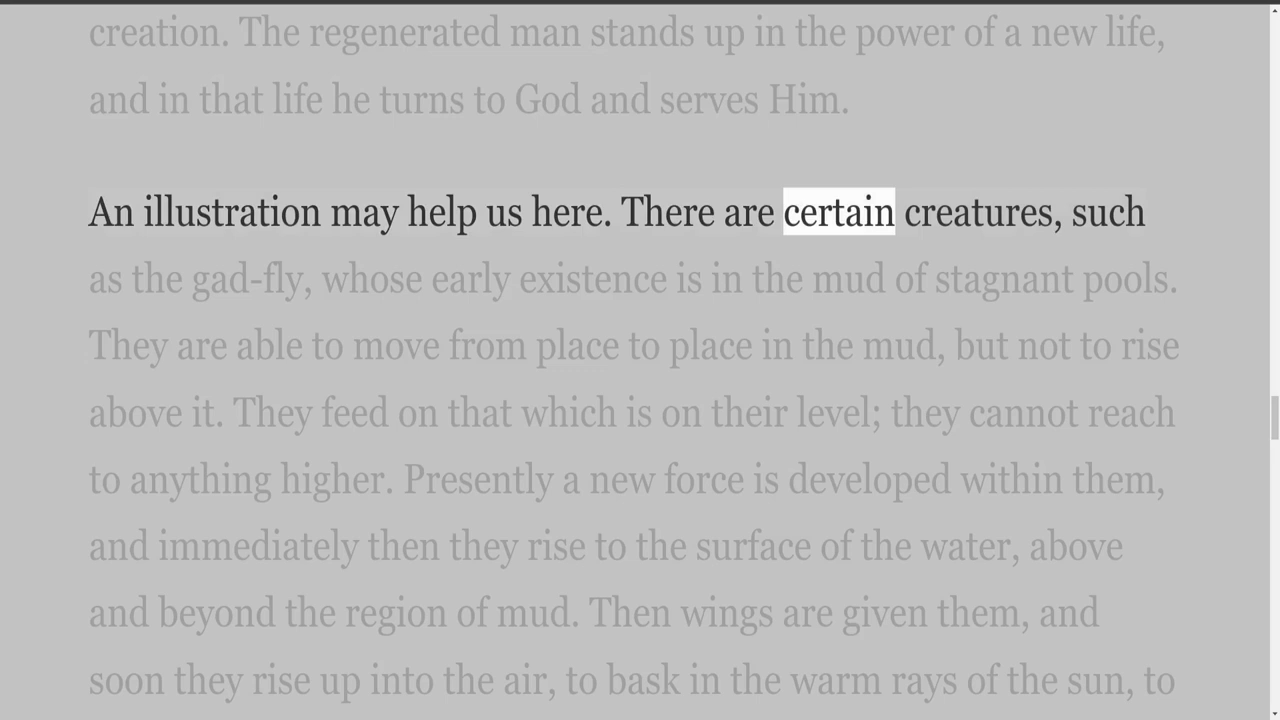 creation. The regenerated man stands up in the power of a new life,
and in that life he turns to God and serves Him.
An illustration may help us here. There are certain creatures, such
as the gad-fly, whose early existence is in the mud of stagnant pools.
They are able to move from place to place in the mud, but not to rise
above it. They feed on that which is on their level; they cannot reach
to anything higher. Presently a new force is developed within them,
and immediately then they rise to the surface of the water, above
and beyond the region of mud. Then wings are given them, and
soon they rise up into the air, to bask in the warm rays of the sun, to